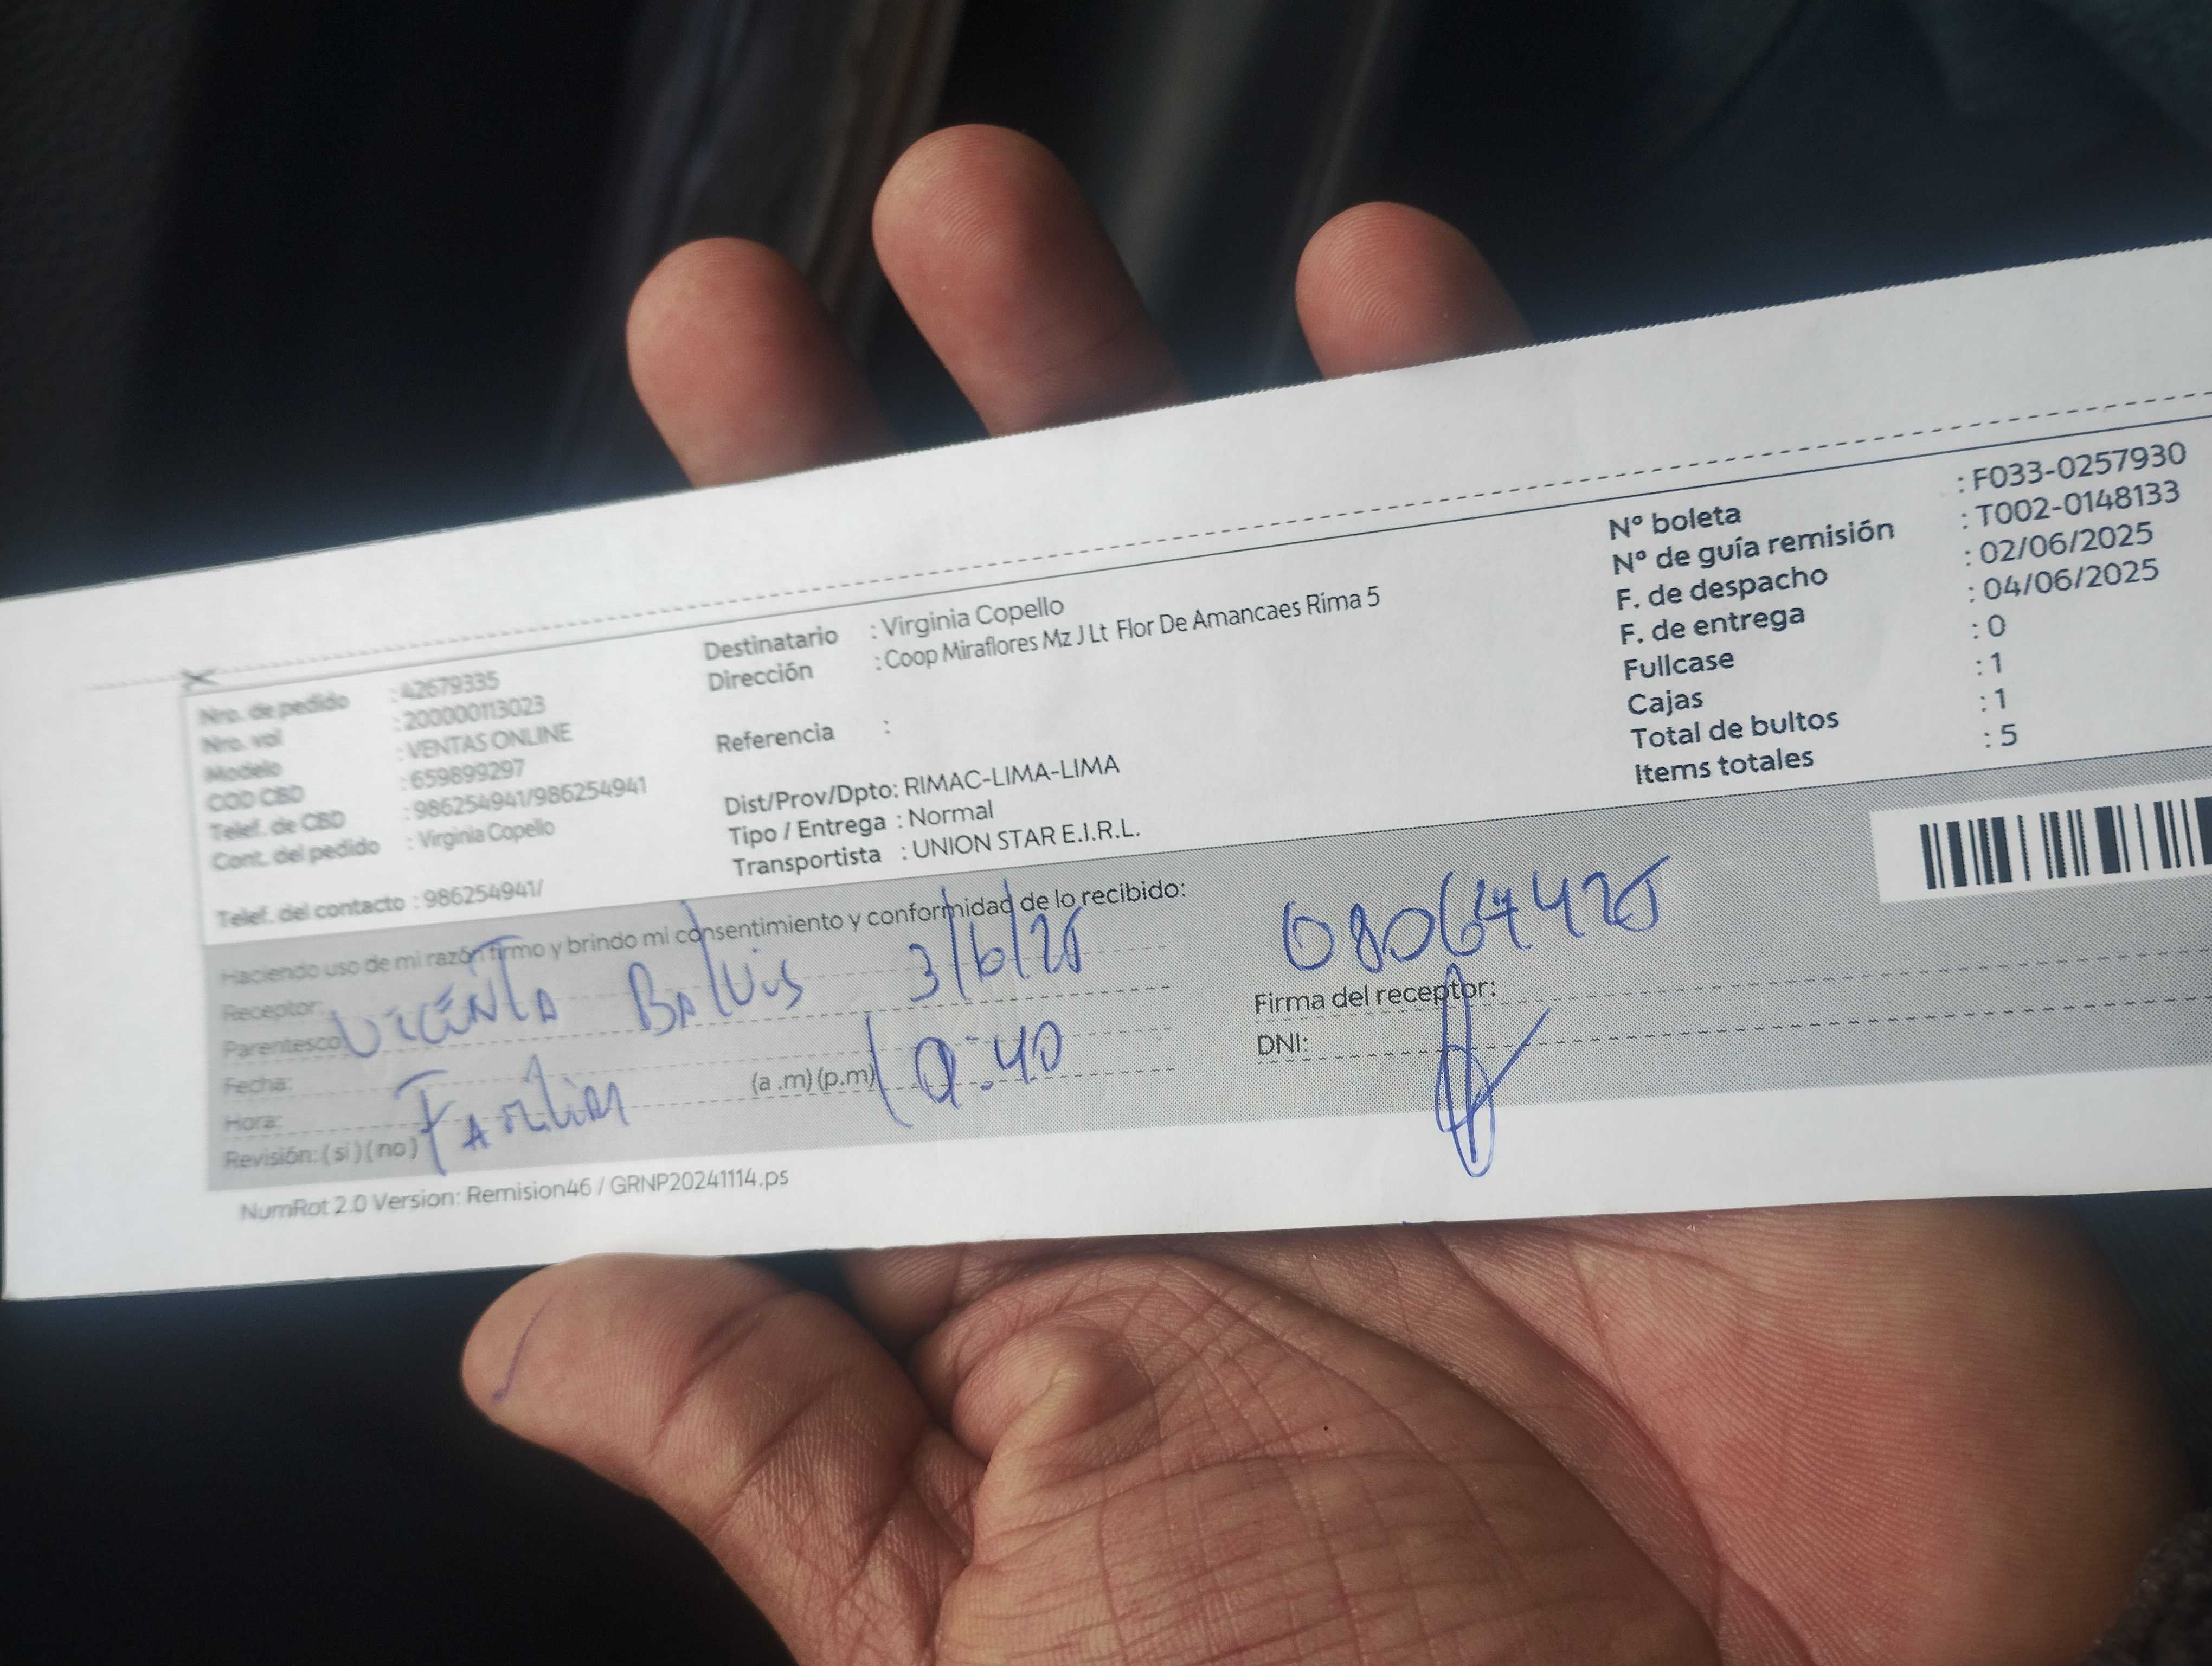 Nro. de pedido : 42679335
Nro. vol : 200000113023
Modelo : VENTAS ONLINE
COD CBD : 659899297
Telef. de CBD : 986254941/986254941
Cont. del pedido : Virginia Copello
Telef. del contacto : 986254941/
Destinatario : Virginia Copello
Dirección : Coop Miraflores Mz J Lt Flor De Amancaes Rima 5
Referencia :
Dist/Prov/Dpto: RIMAC-LIMA-LIMA
Tipo / Entrega : Normal
Transportista : UNION STAR E.I.R.L.
N° boleta : F033-0257930
N° de guía remisión : T002-0148133
F. de despacho : 02/06/2025
F. de entrega : 04/06/2025
Fullcase : 0
Cajas : 1
Total de bultos : 1
Items totales : 5
Haciendo uso de mi razón firmo y brindo mi consentimiento y conformidad de lo recibido:
Receptor:
Parentesco
3/6/25
Fecha:
Hora: (a .m) (p.m) 10:40
Revisión: ( si ) ( no )
Firma del receptor:
DNI:
NumRot 2.0 Version: Remision46 / GRNP20241114.ps